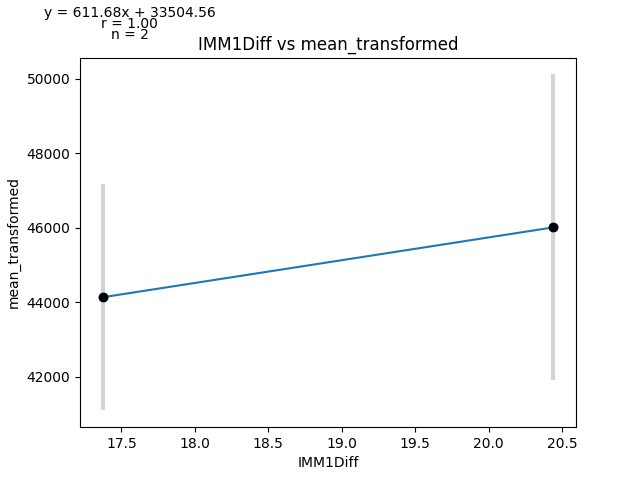 y = 611.68x + 33504.56
r = 1.00
n = 2
IMM1Diff vs mean_transformed
50000
48000
46000
44000
42000
mean_transformed
17.5 18.0 18.5 19.0 19.5 20.0 20.5
IMM1Diff